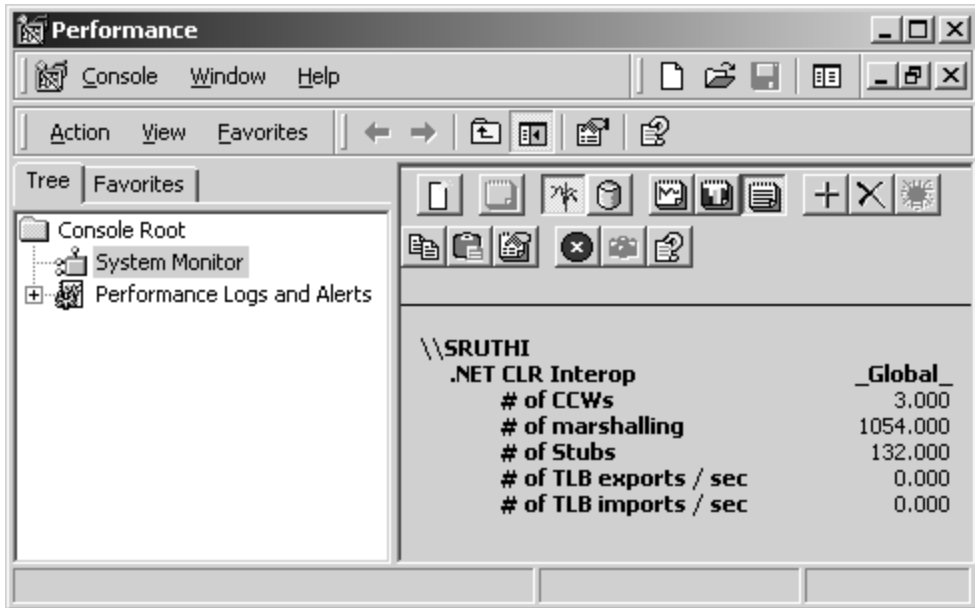 Performance
Console Window Help
Action View Favorites
Tree Favorites
Console Root
System Monitor
Performance Logs and Alerts
\\SRUTHI
.NET CLR Interop _Global_
# of CCWs 3.000
# of marshalling 1054.000
# of Stubs 132.000
# of TLB exports / sec 0.000
# of TLB imports / sec 0.000